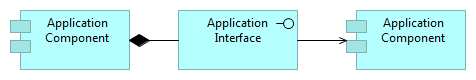 Application
Component
Application
Interface
Application
Component